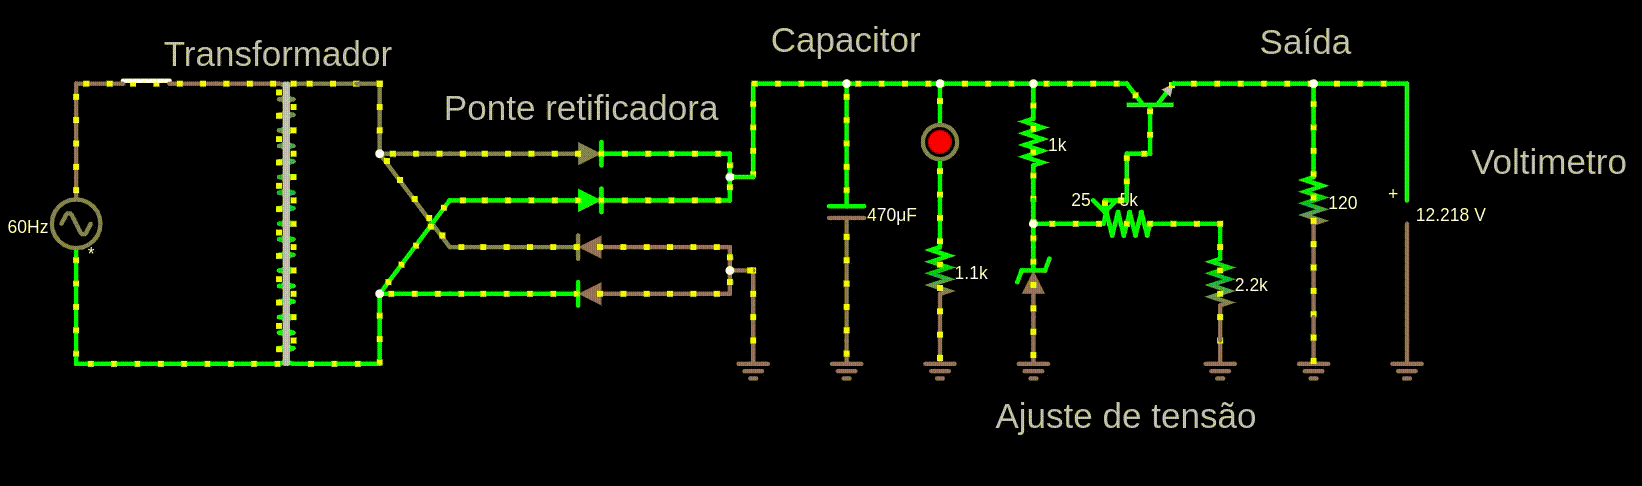 Transformador
Capacitor
Saída
Ponte retificadora
Voltimetro
1k
25
5k
120
+
12.218 V
470µF
60Hz
*
1.1k
2.2k
Ajuste de tensão